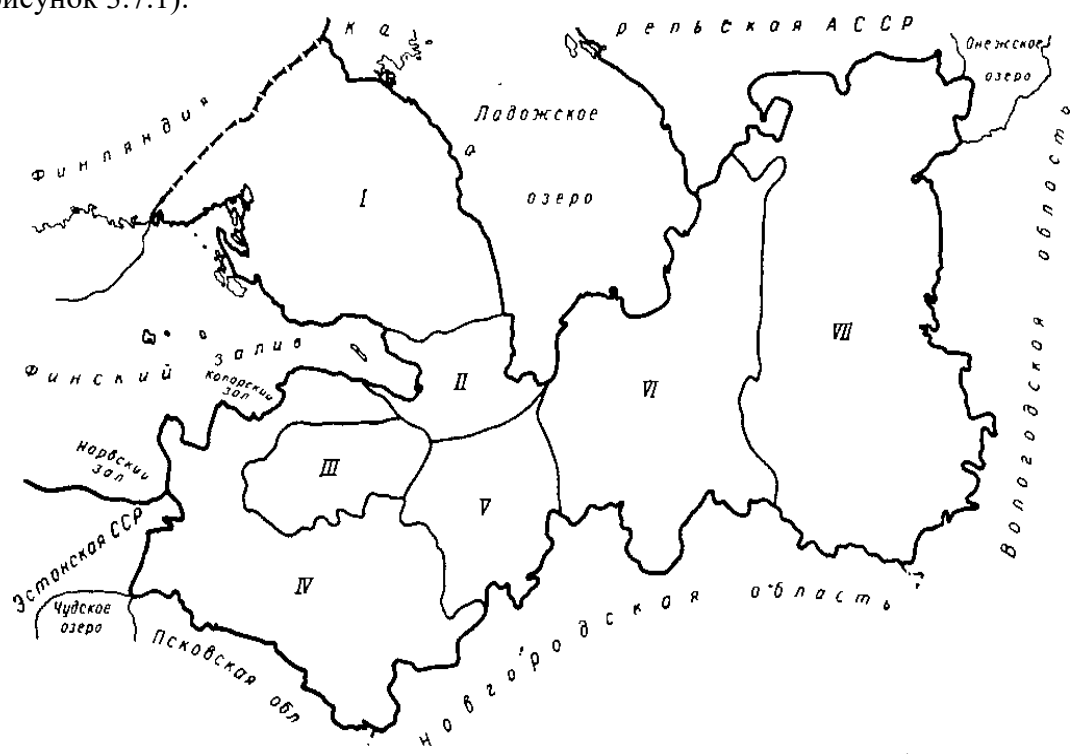 рисунок 3.7.1).
Карельская АССР
Онежское
озеро
Финляндия
Ладожское
озеро
I
Вологодская область
VII
Финский залив
Копорский
зал
II
VI
Нарвский
зал
III
V
Эстонская ССР
IV
Чудское
озеро
Псковская обл
Новгородская область